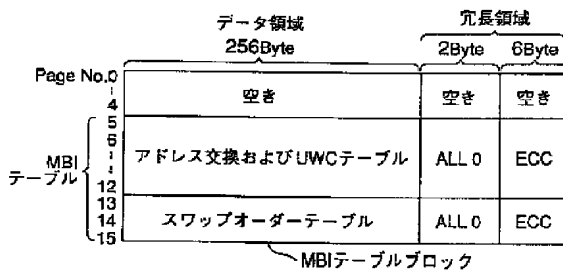 データ領域
256Byte
冗長領域
2Byte 6Byte
Page No.0
4
空き 空き 空き
5
6
12
MBI
テーブル
アドレス交換およびUWCテーブル ALL 0 ECC
13
14
15
スワップオーダーテーブル ALL 0 ECC
MBIテーブルブロック